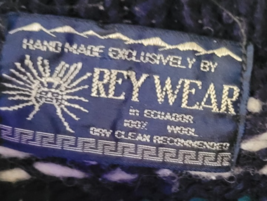 HAND MADE EXCLUSIVELY BY
REY WEAR
in ECUADOR
100% WOOL
DRY CLEAN RECOMMENDED